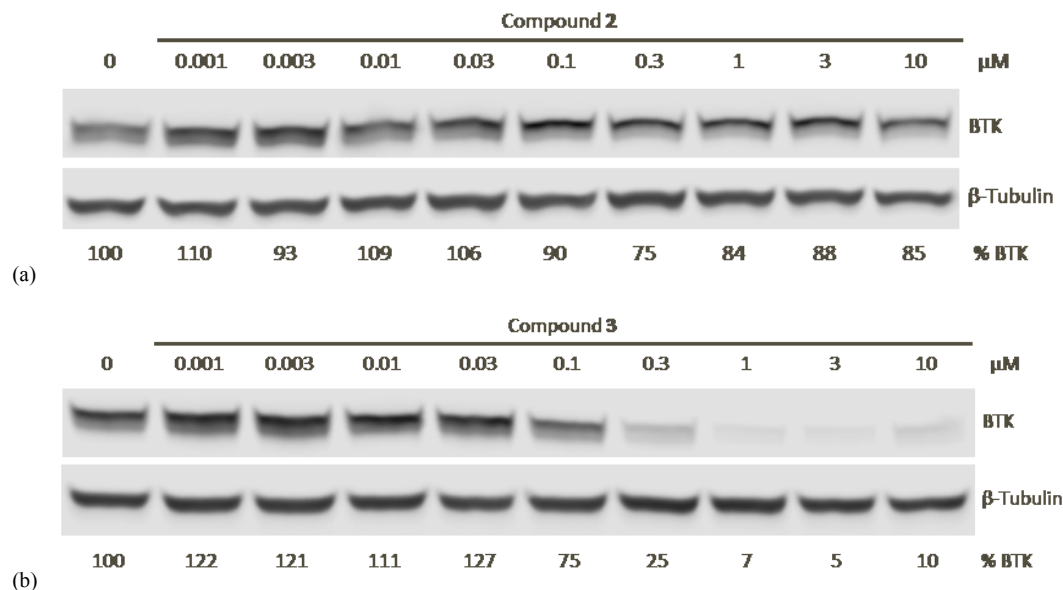 Compound 2
0 0.001 0.003 0.01 0.03 0.1 0.3 1 3 10 μM
BTK
β-Tubulin
100 110 93 109 106 90 75 84 88 85 % BTK
(a)
Compound 3
0 0.001 0.003 0.01 0.03 0.1 0.3 1 3 10 μM
BTK
β-Tubulin
100 122 121 111 127 75 25 7 5 10 % BTK
(b)